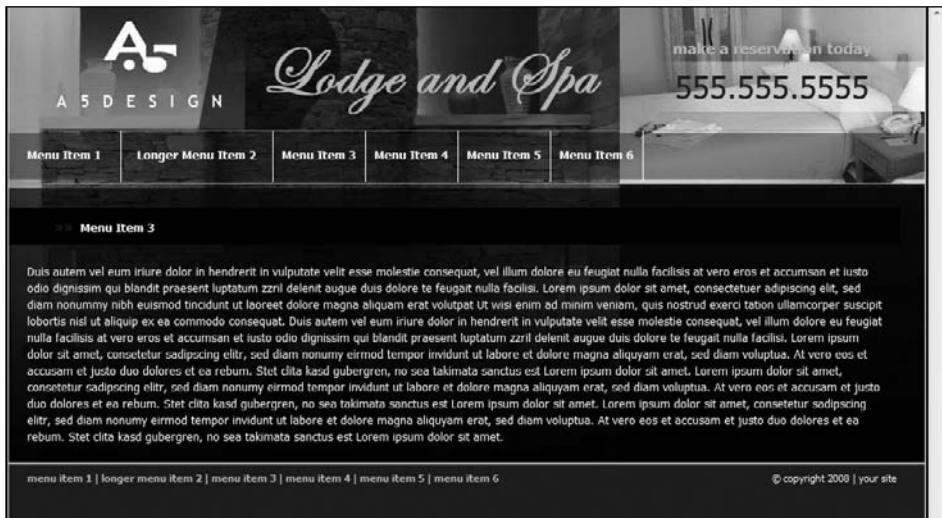 A5
A5DESIGN
Lodge and Spa
make a reservation today
555.555.5555
Menu Item 1 Longer Menu Item 2 Menu Item 3 Menu Item 4 Menu Item 5 Menu Item 6
»» Menu Item 3
Duis autem vel eum iriure dolor in hendrerit in vulputate velit esse molestie consequat, vel illum dolore eu feugiat nulla facilisis at vero eros et accumsan et iusto
odio dignissim qui blandit praesent luptatum zzril delenit augue duis dolore te feugait nulla facilisi. Lorem ipsum dolor sit amet, consectetuer adipiscing elit, sed
diam nonummy nibh euismod tincidunt ut laoreet dolore magna aliquam erat volutpat Ut wisi enim ad minim veniam, quis nostrud exerci tation ullamcorper suscipit
lobortis nisl ut aliquip ex ea commodo consequat. Duis autem vel eum iriure dolor in hendrerit in vulputate velit esse molestie consequat, vel illum dolore eu feugiat
nulla facilisis at vero eros et accumsan et iusto odio dignissim qui blandit praesent luptatum zzril delenit augue duis dolore te feugait nulla facilisi. Lorem ipsum
dolor sit amet, consetetur sadipscing elitr, sed diam nonumy eirmod tempor invidunt ut labore et dolore magna aliquyam erat, sed diam voluptua. At vero eos et
accusam et justo duo dolores et ea rebum. Stet clita kasd gubergren, no sea takimata sanctus est Lorem ipsum dolor sit amet. Lorem ipsum dolor sit amet,
consetetur sadipscing elitr, sed diam nonumy eirmod tempor invidunt ut labore et dolore magna aliquyam erat, sed diam voluptua. At vero eos et accusam et justo
duo dolores et ea rebum. Stet clita kasd gubergren, no sea takimata sanctus est Lorem ipsum dolor sit amet. Lorem ipsum dolor sit amet, consetetur sadipscing
elitr, sed diam nonumy eirmod tempor invidunt ut labore et dolore magna aliquyam erat, sed diam voluptua. At vero eos et accusam et justo duo dolores et ea
rebum. Stet clita kasd gubergren, no sea takimata sanctus est Lorem ipsum dolor sit amet.
menu item 1 | longer menu item 2 | menu item 3 | menu item 4 | menu item 5 | menu item 6
© copyright 2008 | your site